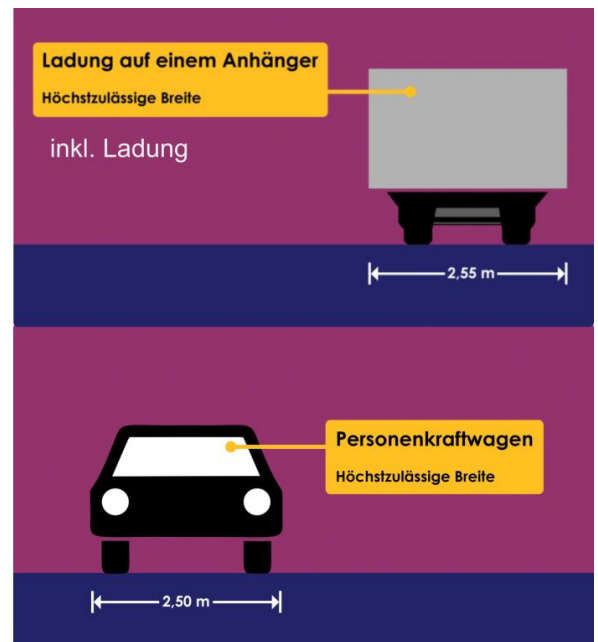 Ladung auf einem Anhänger
Höchstzulässige Breite
inkl. Ladung
2,55 m
Personenkraftwagen
Höchstzulässige Breite
2,50 m